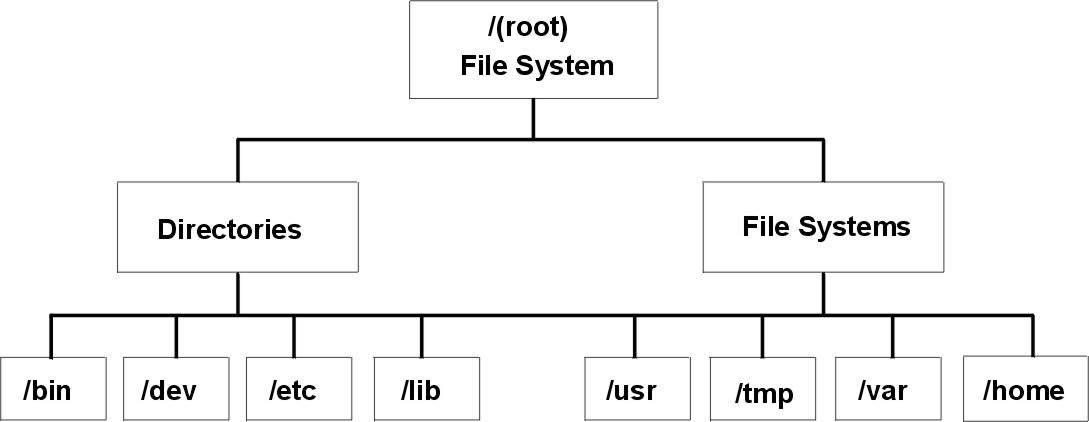 /(root)
File System
Directories
File Systems
/bin
/dev
/etc
/lib
/usr
/tmp
/var
/home